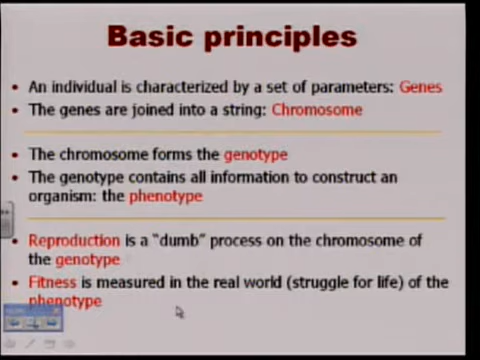 Basic principles
• An individual is characterized by a set of parameters: Genes
• The genes are joined into a string: Chromosome
• The chromosome forms the genotype
• The genotype contains all information to construct an
organism: the phenotype
• Reproduction is a “dumb” process on the chromosome of
the genotype
• Fitness is measured in the real world (struggle for life) of the
phenotype